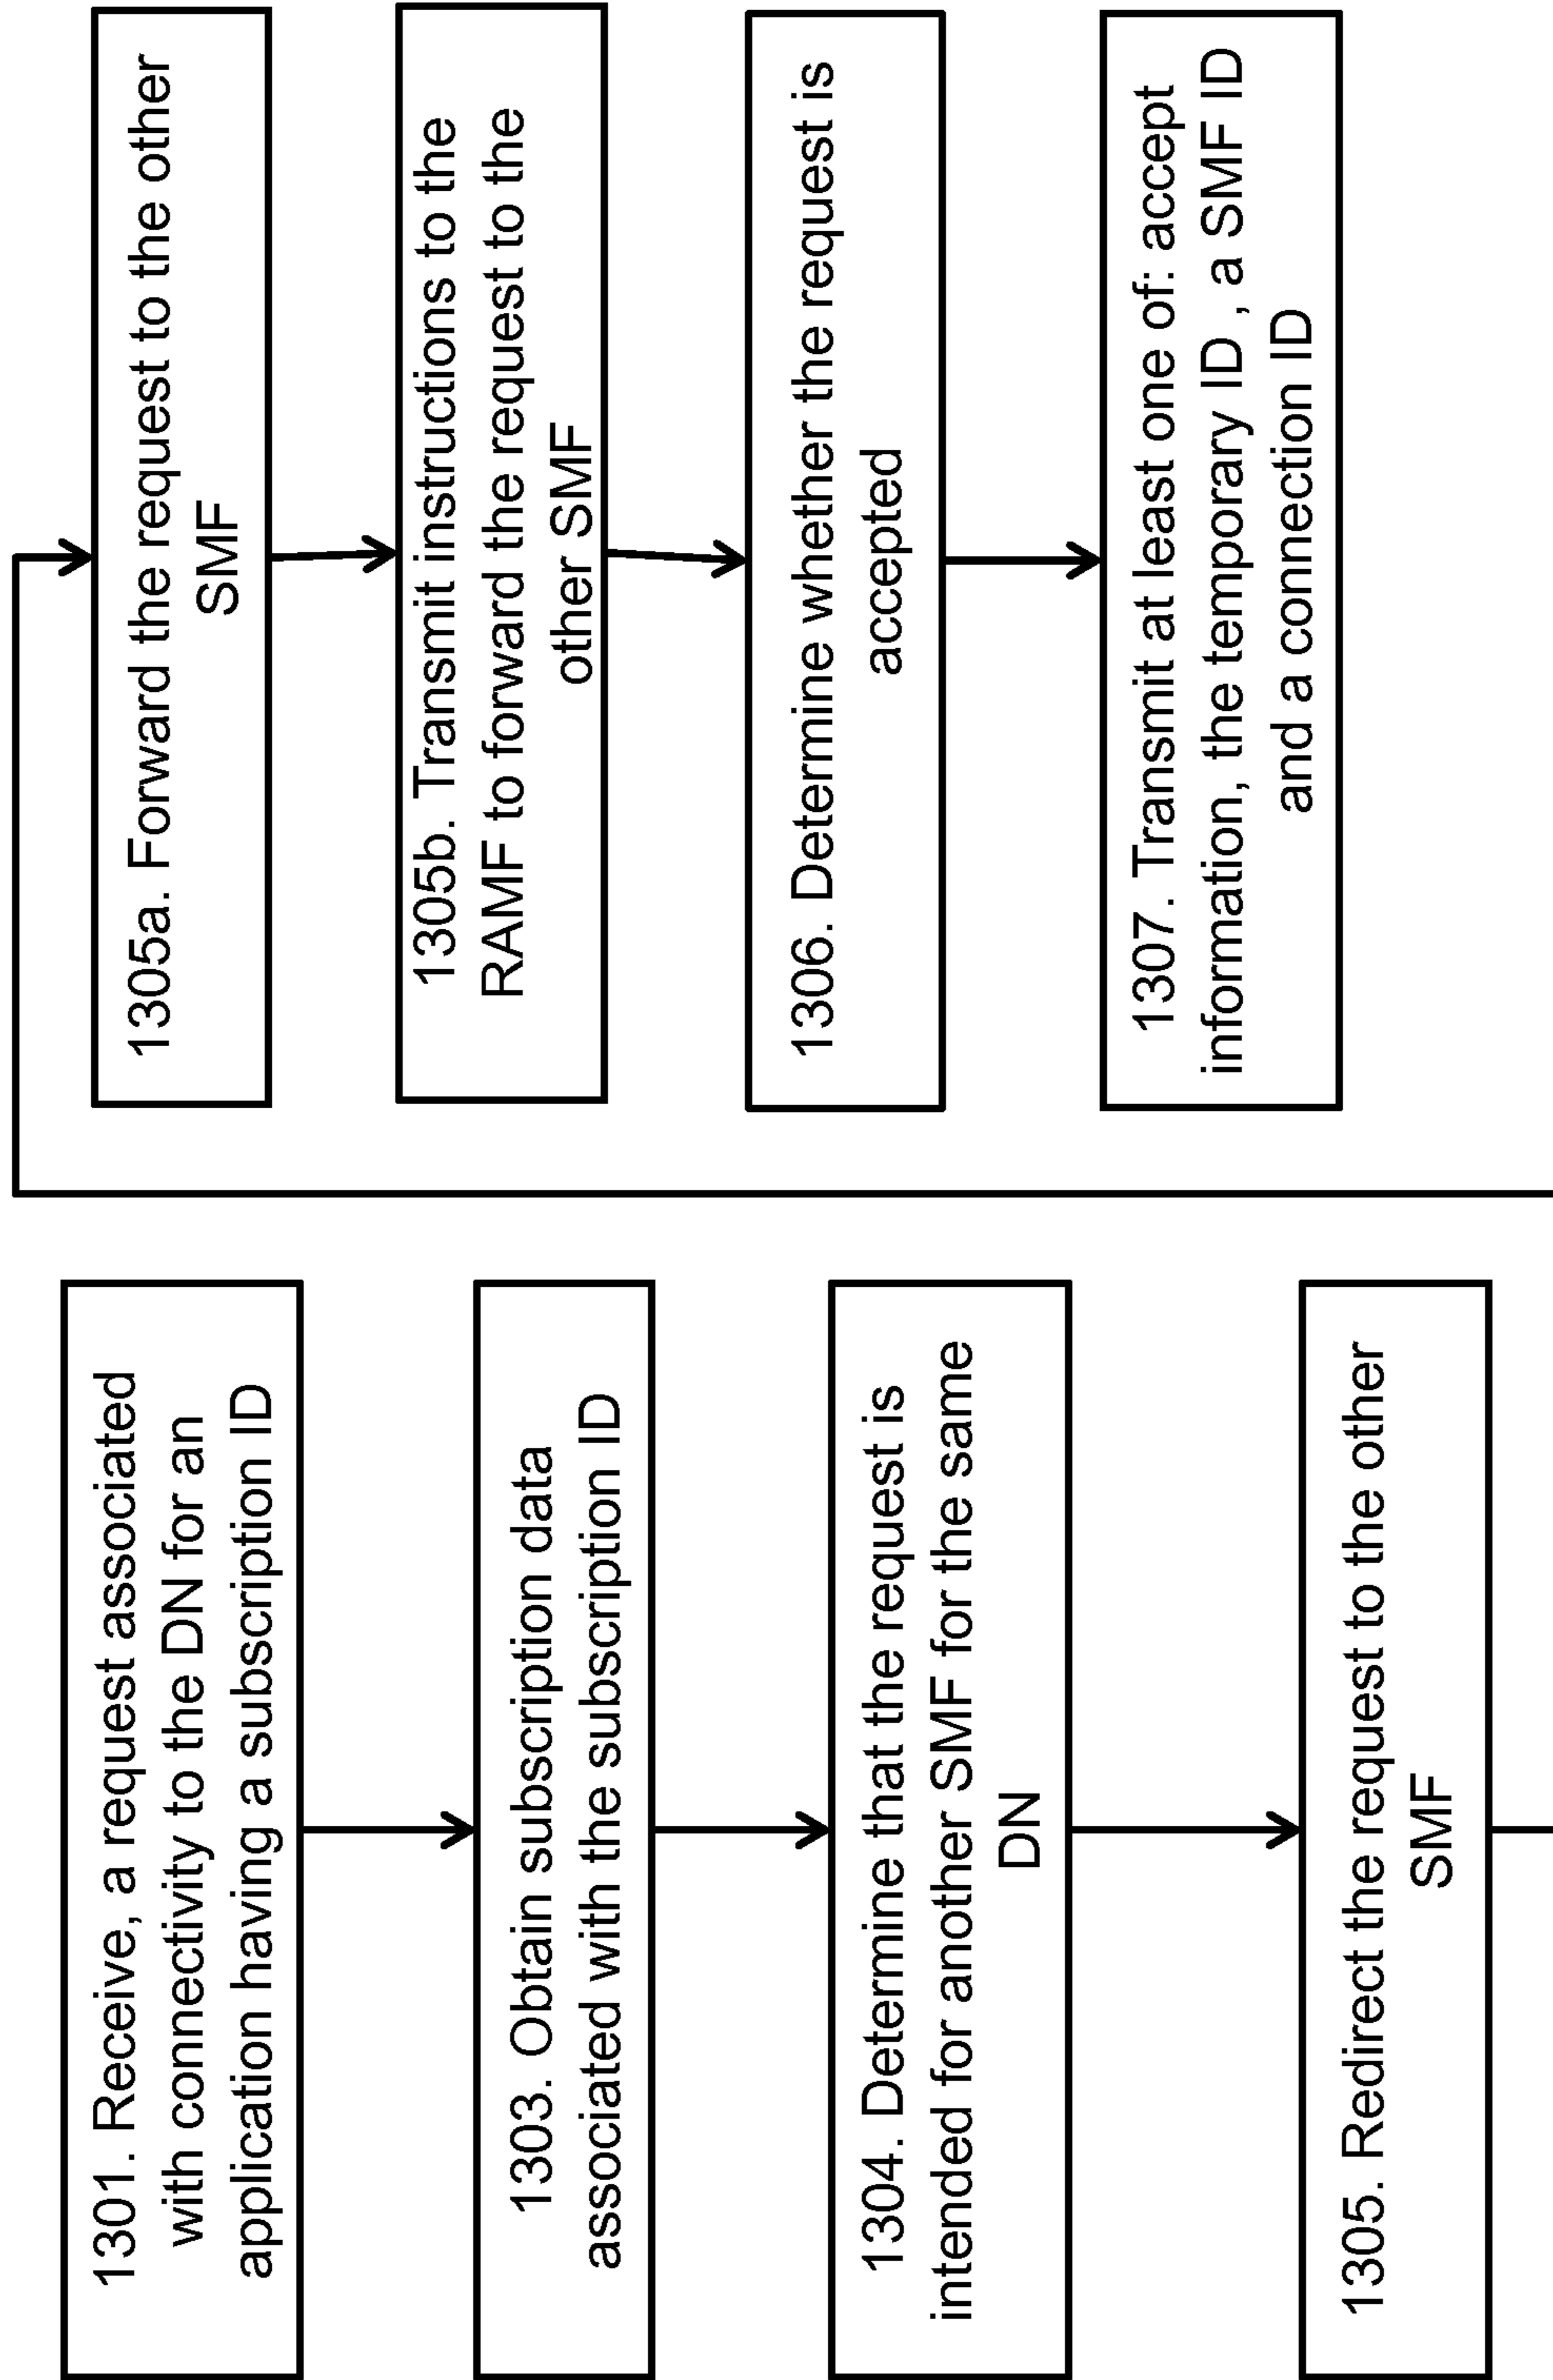 1301. Receive, a request associated
with connectivity to the DN for an
application having a subscription ID
1303. Obtain subscription data
associated with the subscription ID
1304. Determine that the request is
intended for another SMF for the same
DN
1305. Redirect the request to the other
SMF
1305a. Forward the request to the other
SMF
1305b. Transmit instructions to the
RAMF to forward the request to the
other SMF
1306. Determine whether the request is
accepted
1307. Transmit at least one of: accept
information, the temporary ID , a SMF ID
and a connection ID